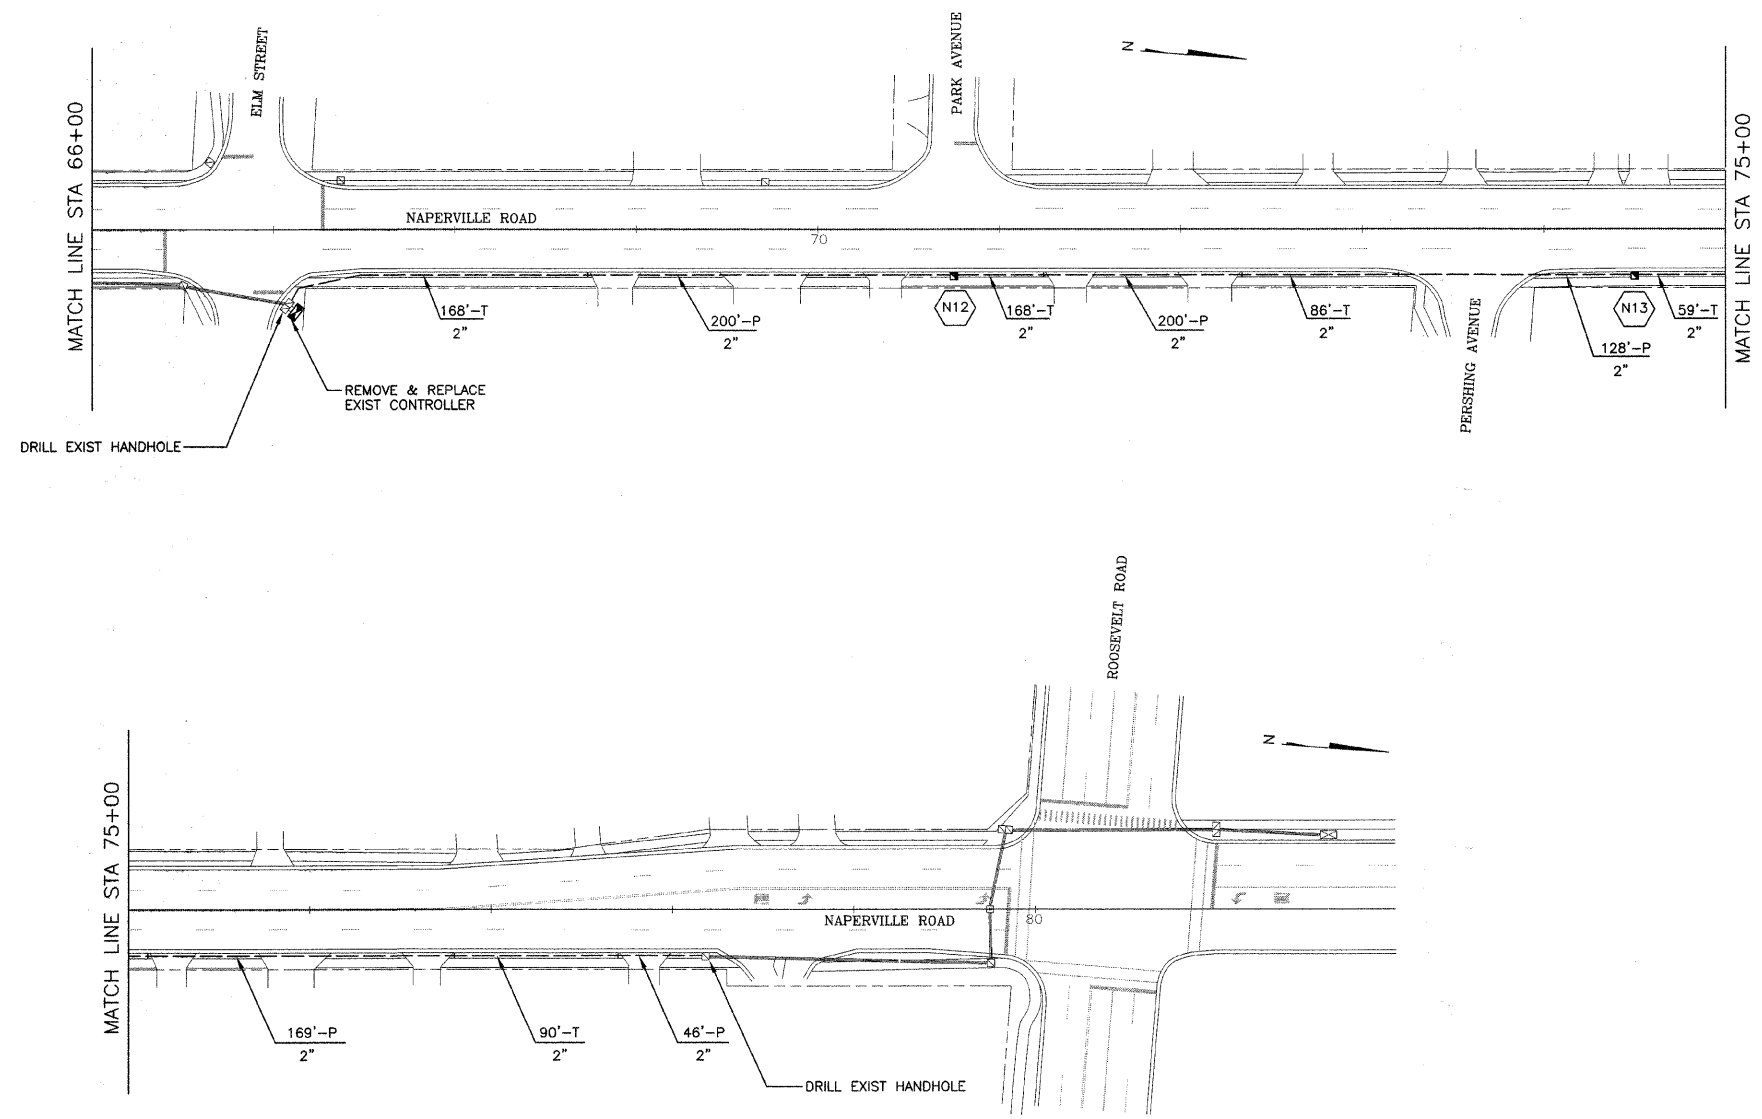 ELM STREET
PARK AVENUE
N
MATCH LINE STA 66+00
MATCH LINE STA 75+00
NAPERVILLE ROAD
70
168'-T
2"
200'-P
2"
N12
168'-T
2"
200'-P
2"
86'-T
2"
PERSHING AVENUE
128'-P
2"
N13
59'-T
2"
REMOVE & REPLACE
EXIST CONTROLLER
DRILL EXIST HANDHOLE
ROOSEVELT ROAD
N
MATCH LINE STA 75+00
NAPERVILLE ROAD
80
169'-P
2"
90'-T
2"
46'-P
2"
DRILL EXIST HANDHOLE